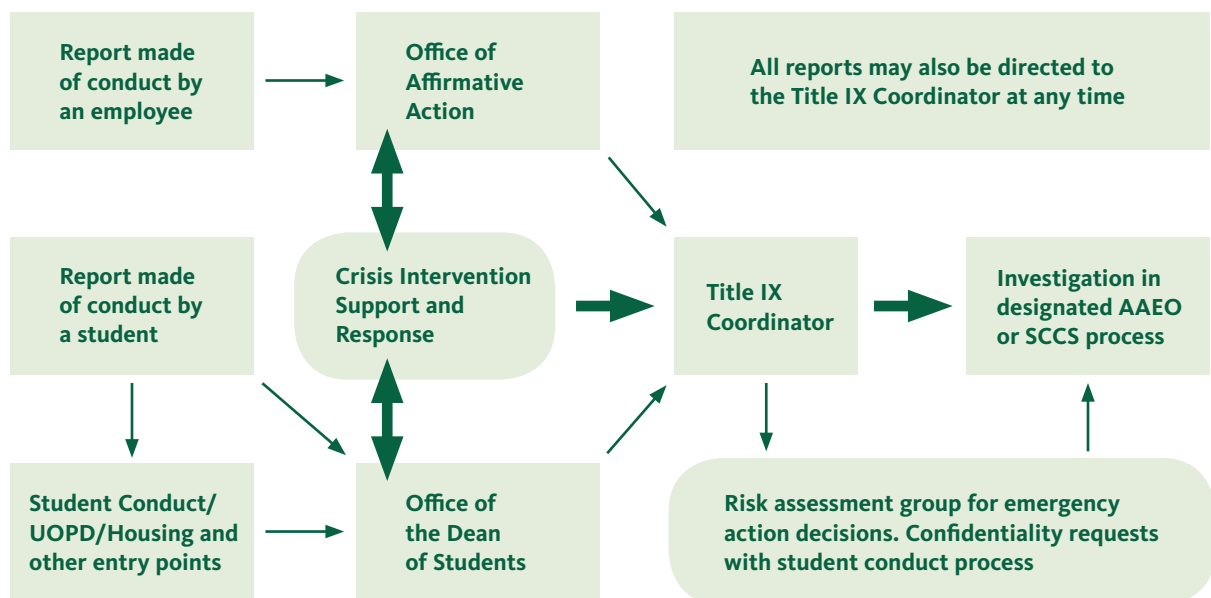 Report made
of conduct by
an employee
Office of
Affirmative
Action
All reports may also be directed to
the Title IX Coordinator at any time
Report made
of conduct by
a student
Crisis Intervention
Support and
Response
Title IX
Coordinator
Investigation in
designated AAEO
or SCCS process
Student Conduct/
UOPD/Housing and
other entry points
Office of
the Dean
of Students
Risk assessment group for emergency
action decisions. Confidentiality requests
with student conduct process